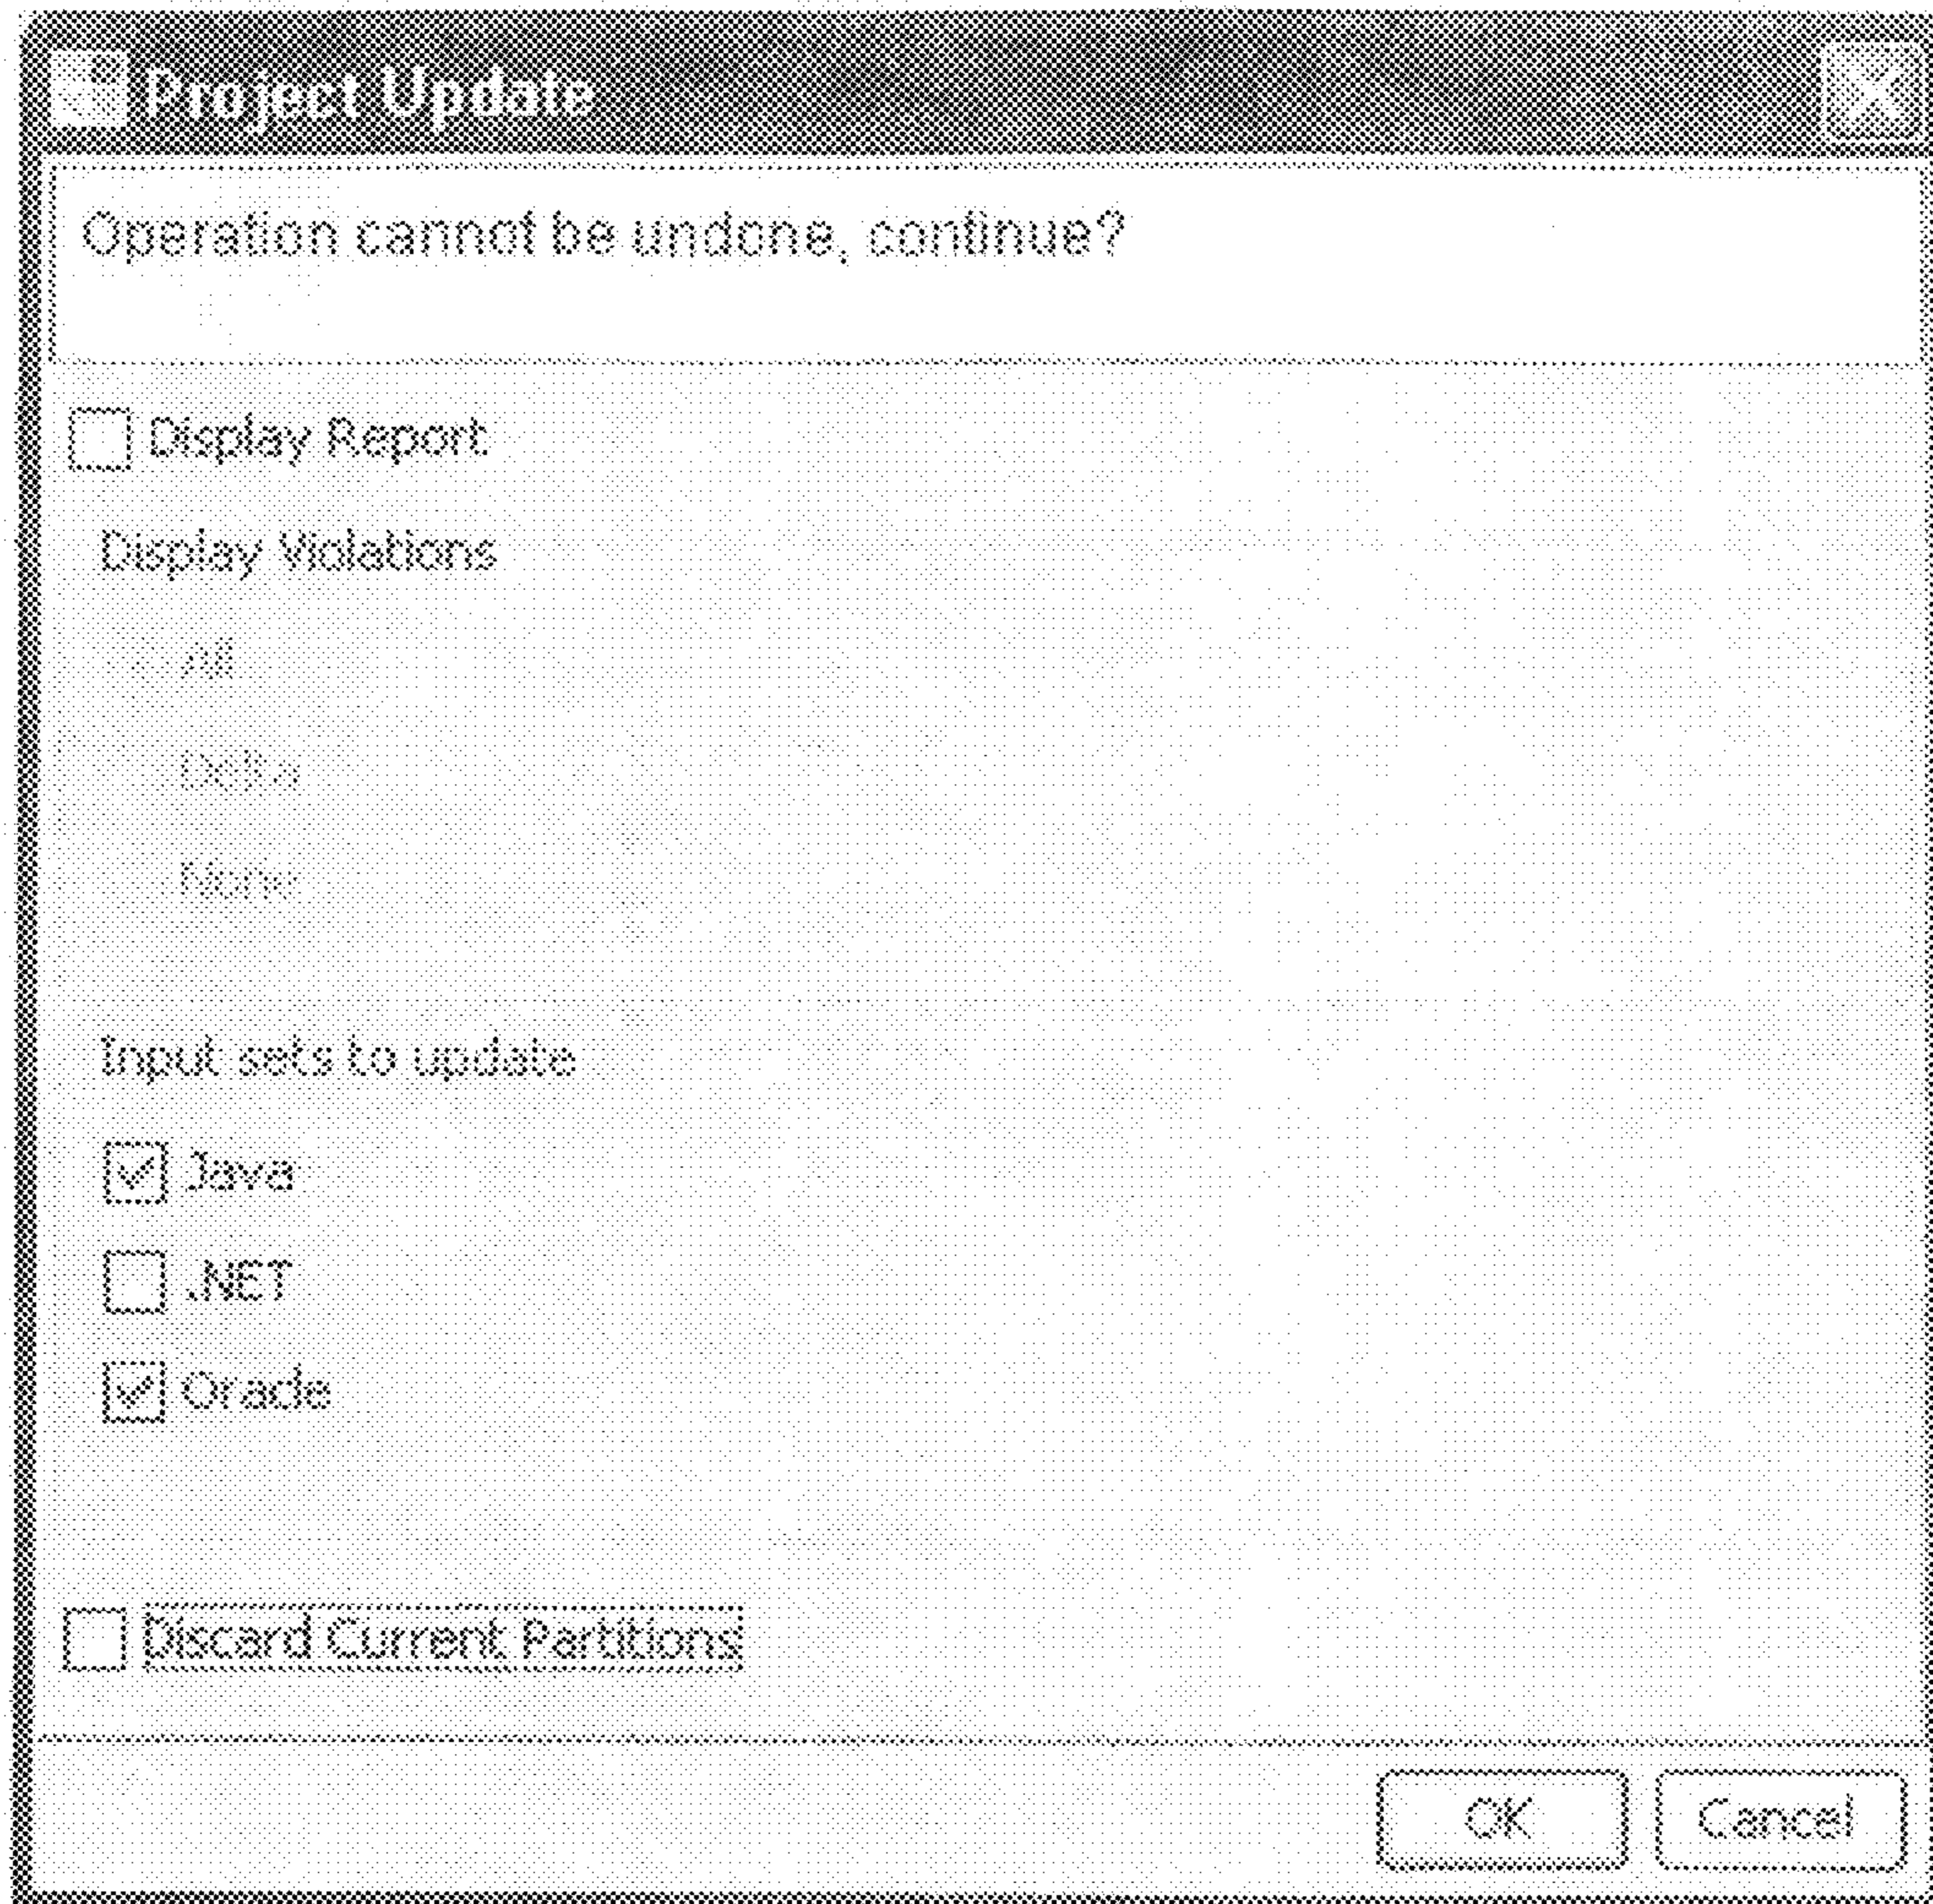 Project Update
Operation cannot be undone, continue?
Display Report
Display Violations
All
Delta
None
Input sets to update
Java
.NET
Oracle
Discard Current Partitions
OK Cancel